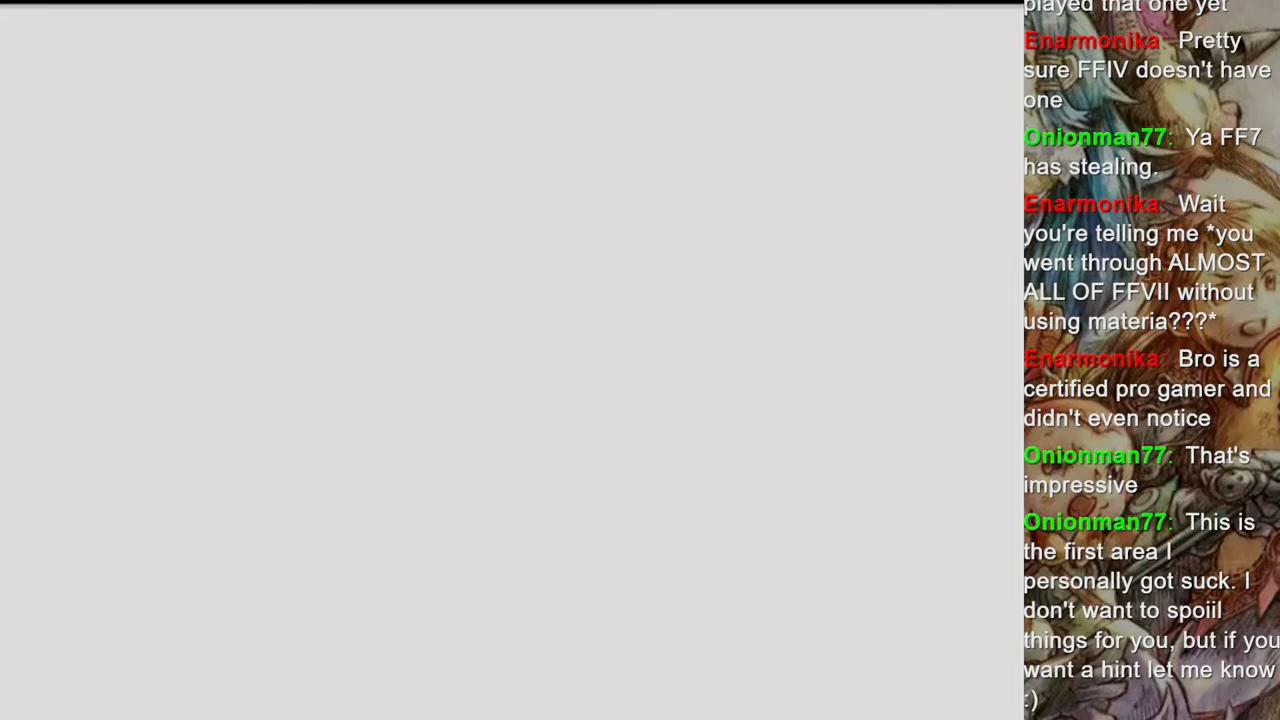 played that one yet
Enarmonika: Pretty
sure FFIV doesn't have
one
Onionman77: Ya FF7
has stealing.
Enarmonika: Wait
you're telling me *you
went through ALMOST
ALL OF FFVII without
using materia???*
Enarmonika: Bro is a
certified pro gamer and
didn't even notice
Onionman77: That's
impressive
Onionman77: This is
the first area I
personally got suck. I
don't want to spoiil
things for you, but if you
want a hint let me know
:)